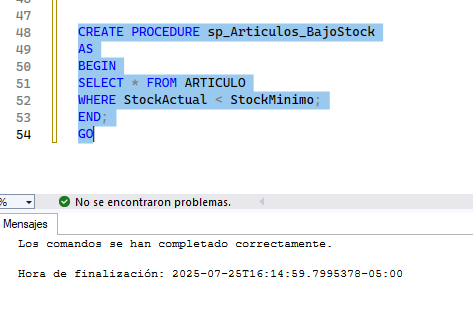 47
48 CREATE PROCEDURE sp_Articulos_BajoStock
49 AS
50 BEGIN
51 SELECT * FROM ARTICULO
52 WHERE StockActual < StockMinimo;
53 END;
54 GO
% No se encontraron problemas.
Mensajes
Los comandos se han completado correctamente.
Hora de finalización: 2025-07-25T16:14:59.7995378-05:00